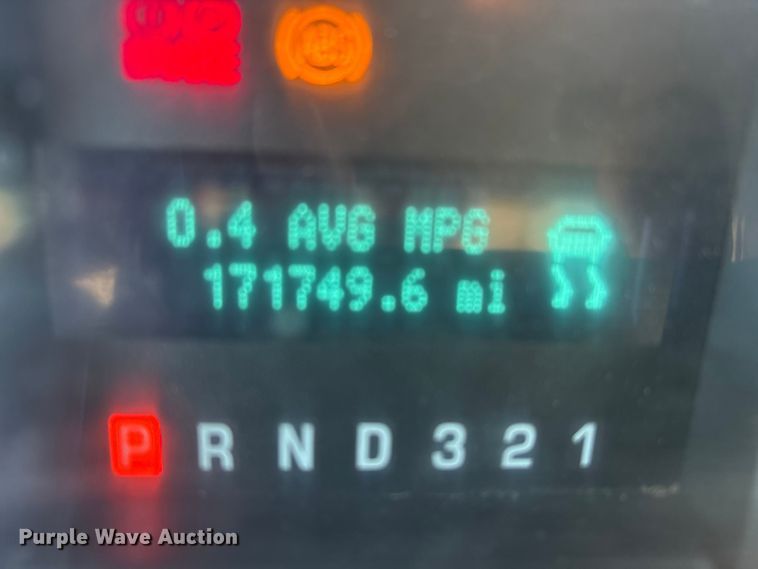 0.4 AVG MPG
171749.6 mi
P R N D 3 2 1
Purple Wave Auction